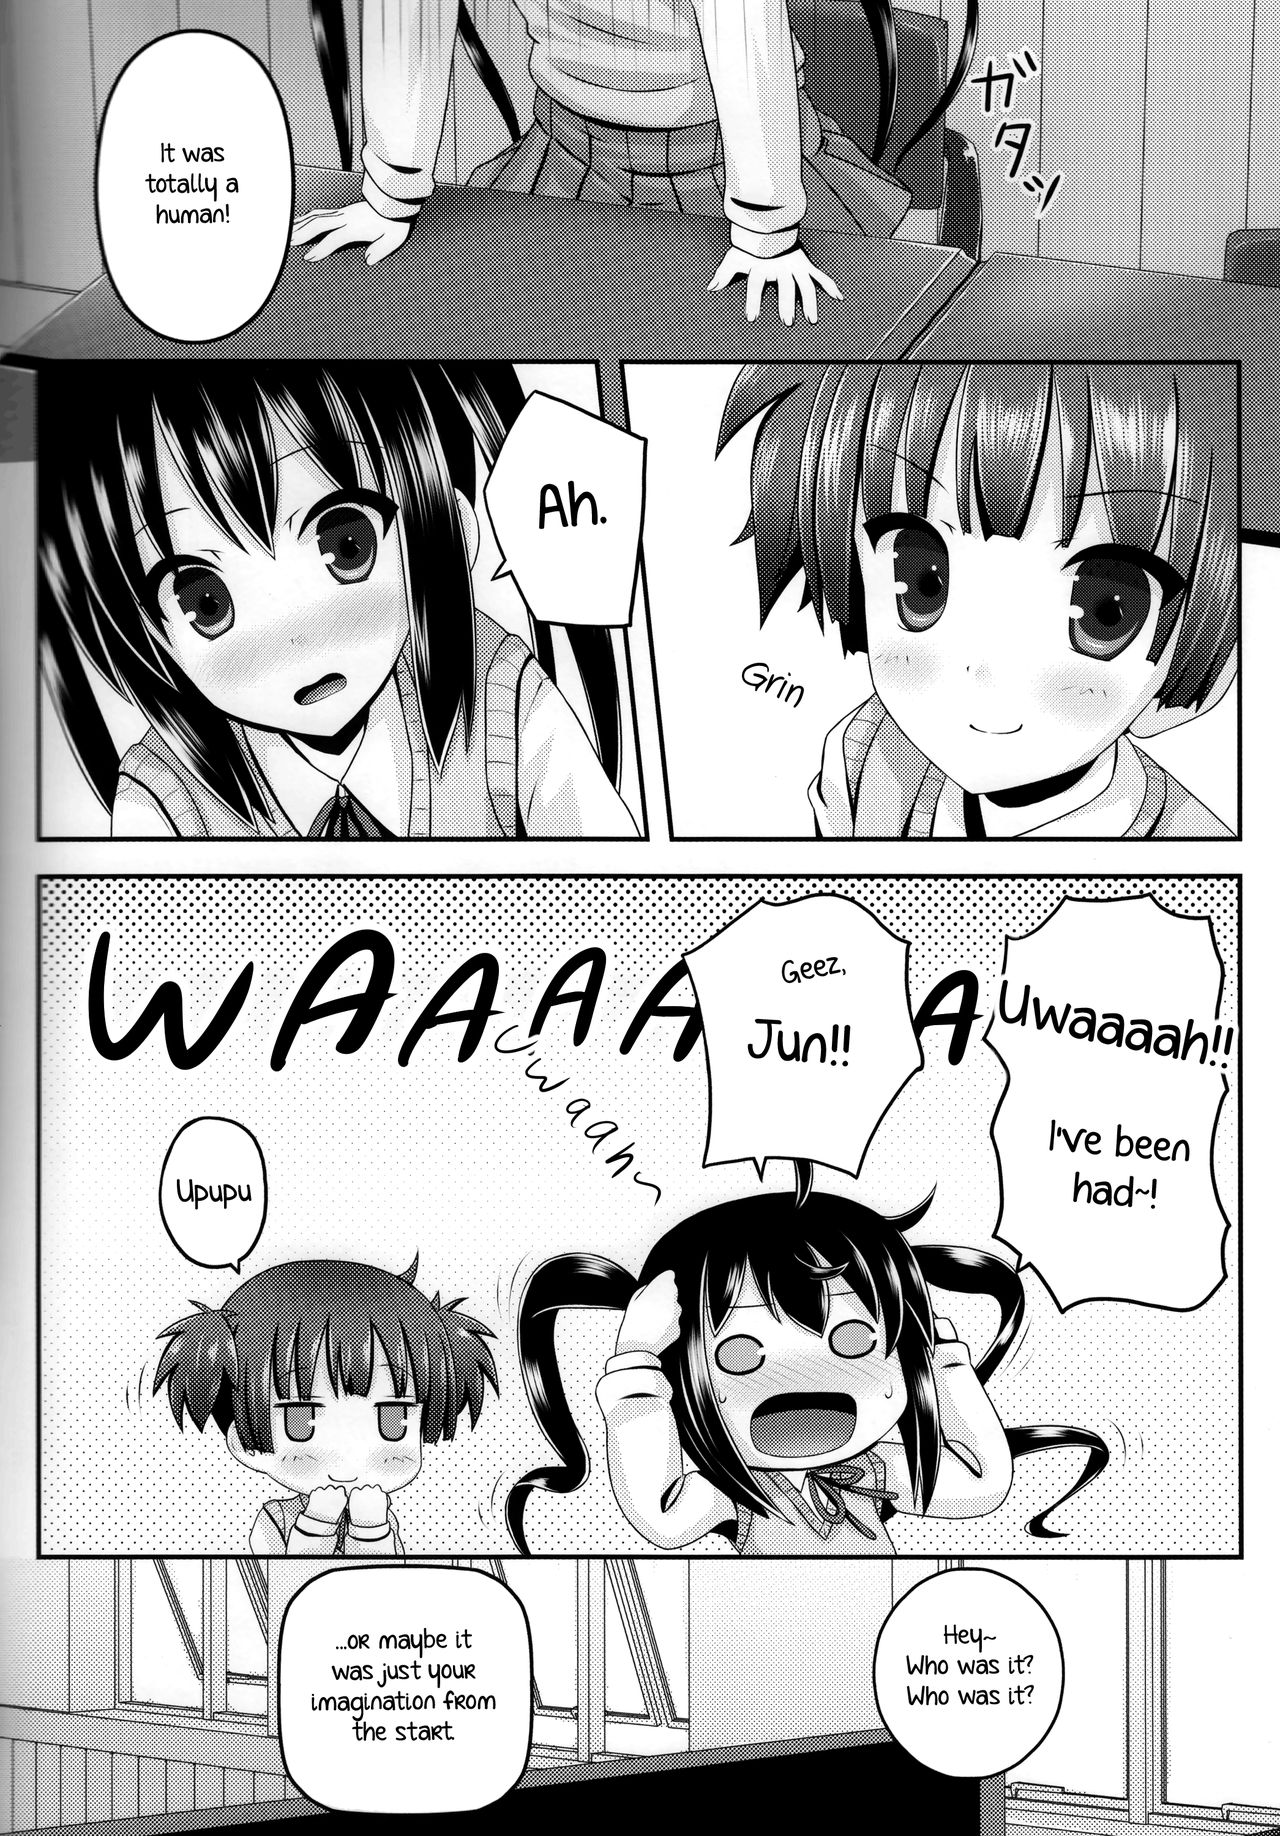 It was
totally a
human!
ガタッ
Ah.
Grin
Uwaaaah!!
I've been
had~!
Geez,
Jun!!
WAAAAAA
Uwaah~
Upupu
Hey~
Who was it?
Who was it?
...or maybe it
was just your
imagination from
the start.